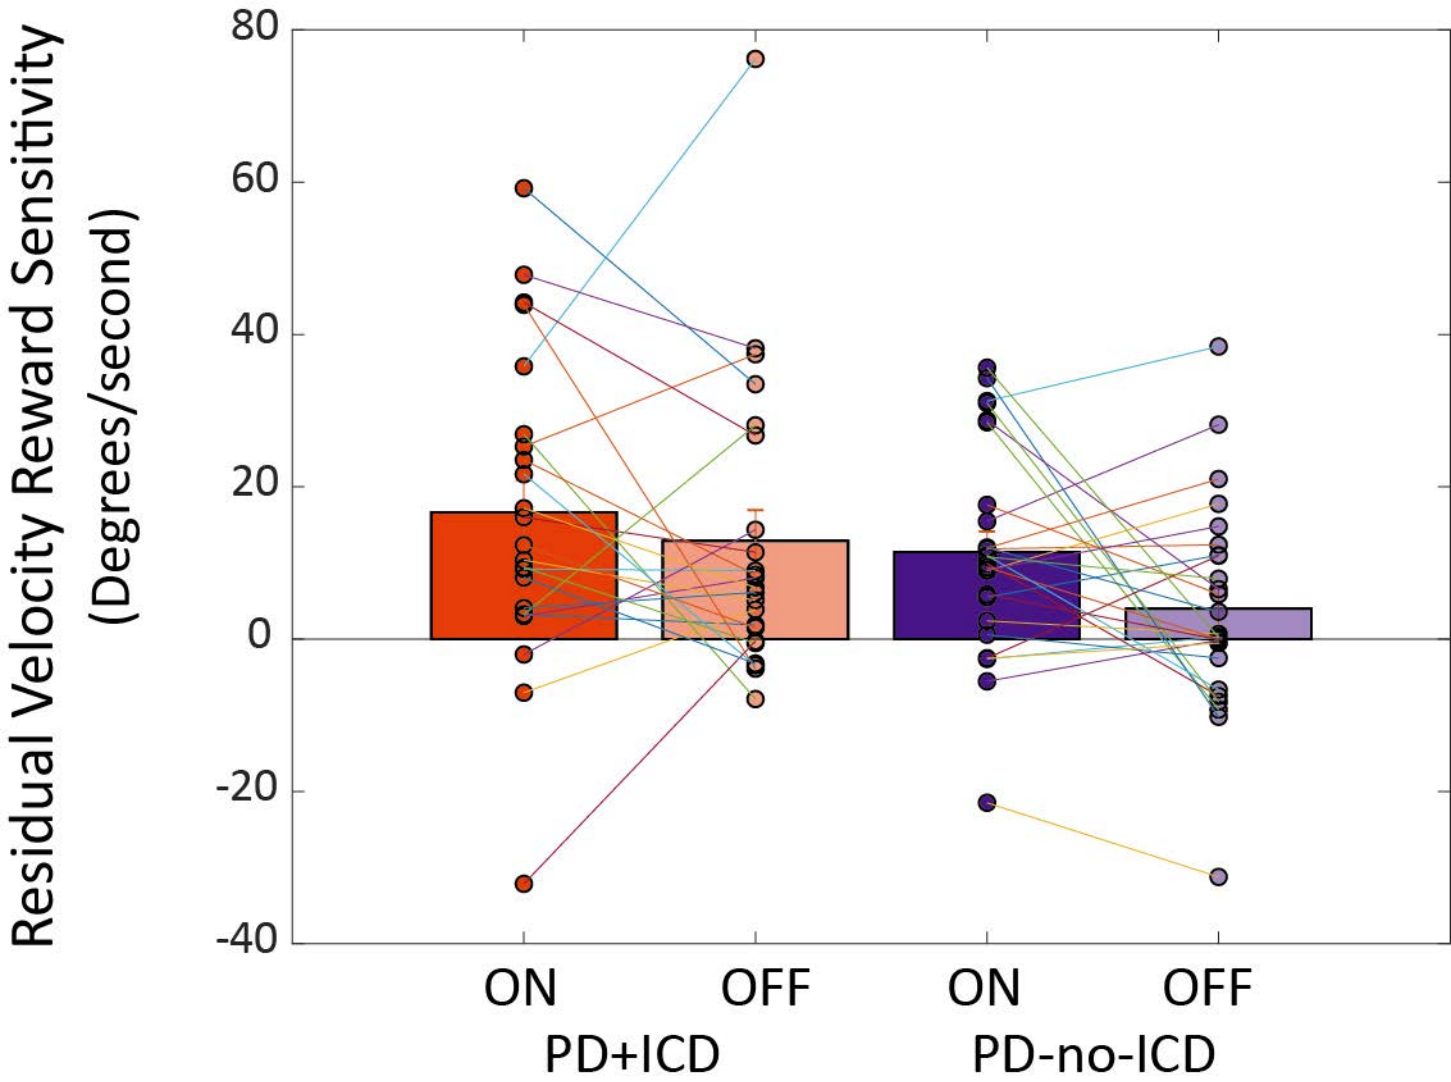 Residual Velocity Reward Sensitivity
(Degrees/second)
80
60
40
20
0
-20
-40
ON OFF ON OFF
PD+ICD PD-no-ICD